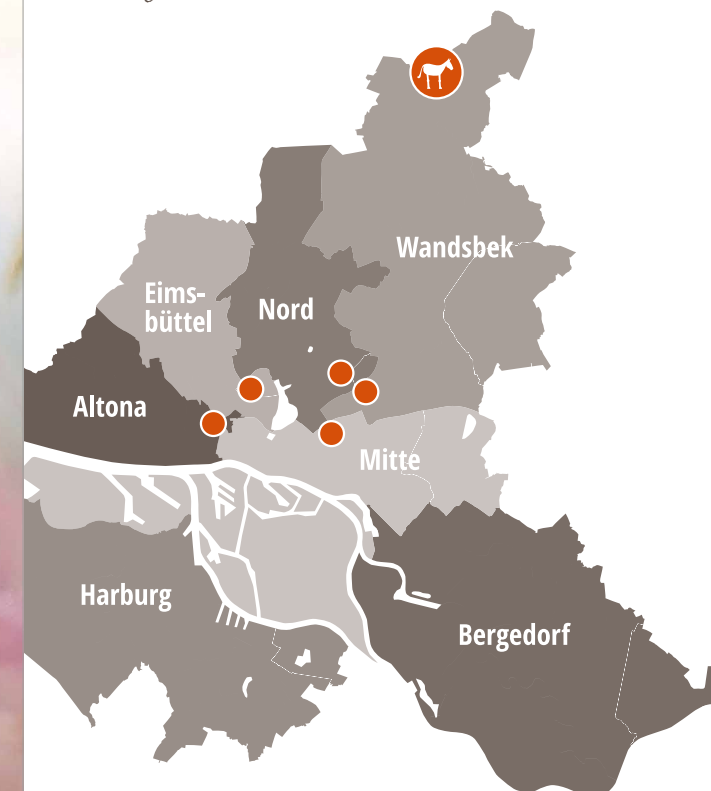 Wandsbek
Eims-
büttel
Nord
Altona
Mitte
Harburg
Bergedorf